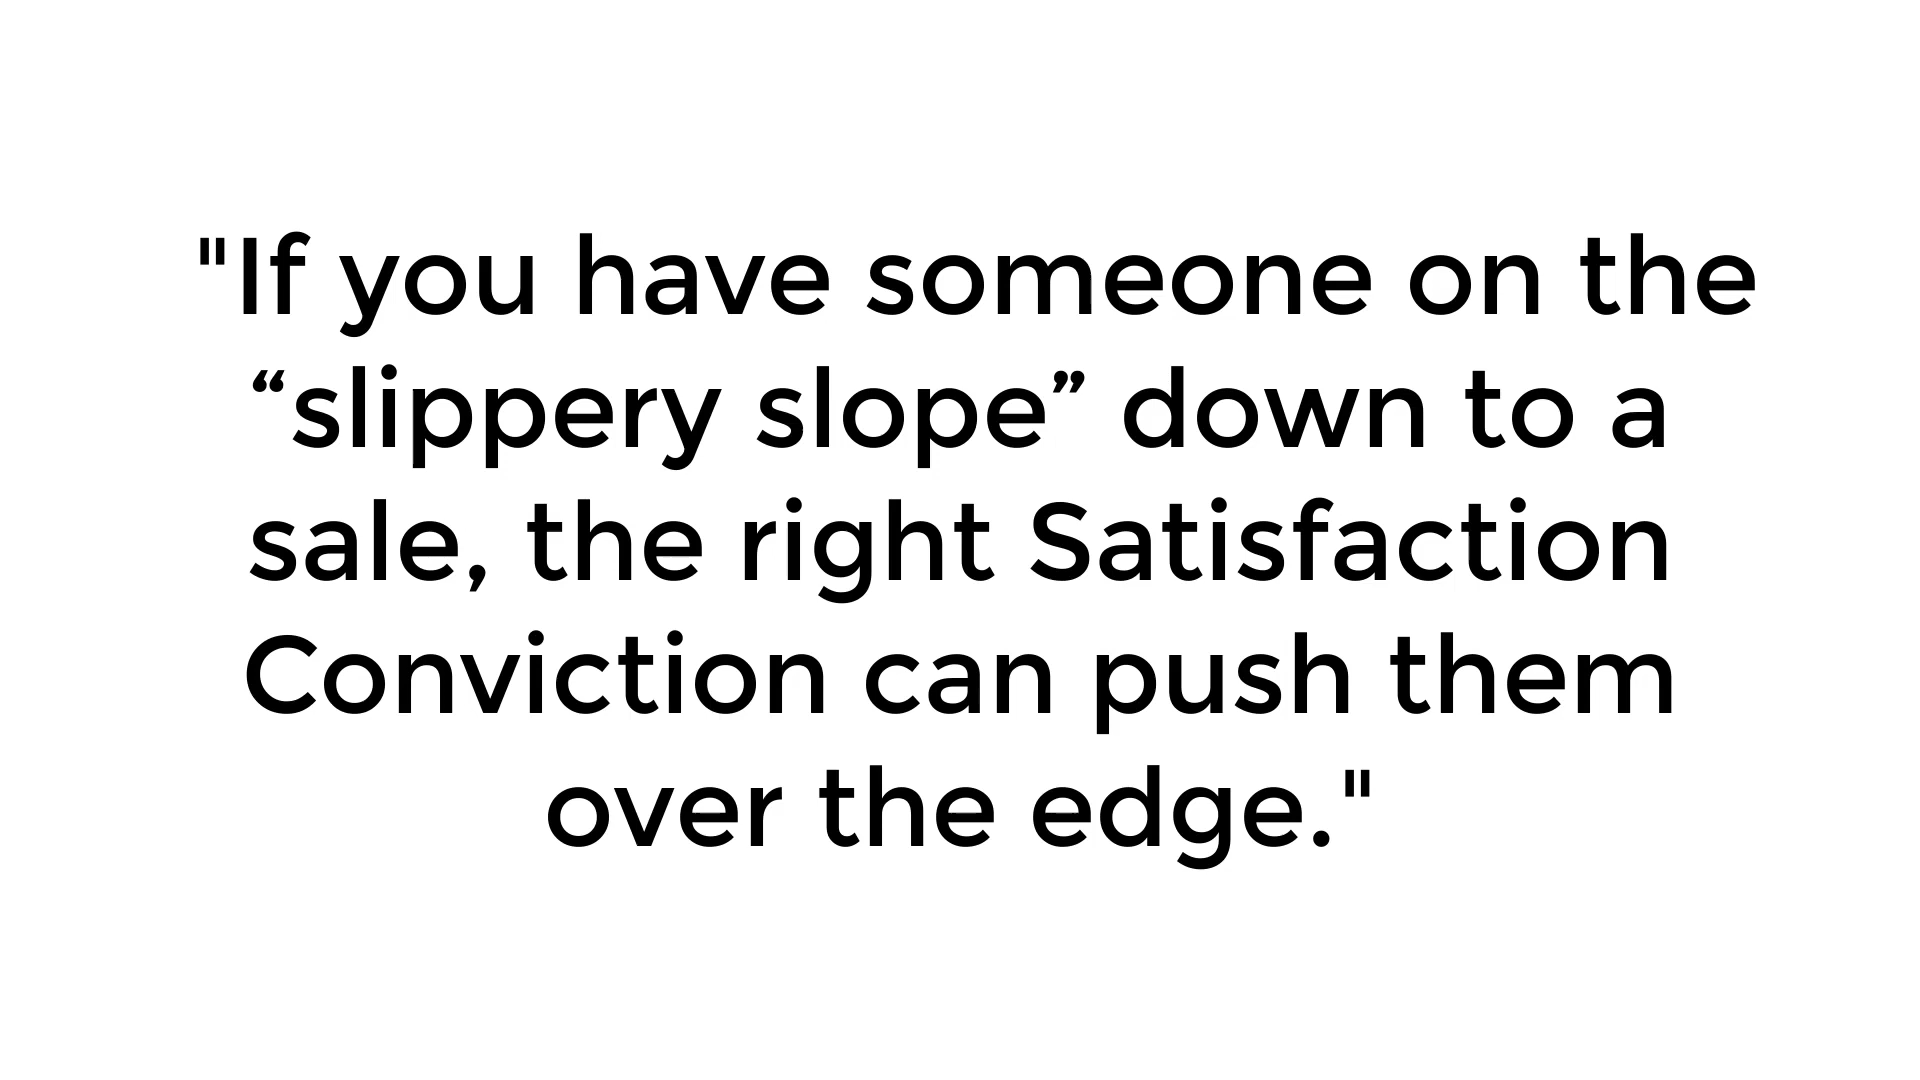 "If you have someone on the
“slippery slope” down to a
sale, the right Satisfaction
Conviction can push them
over the edge."